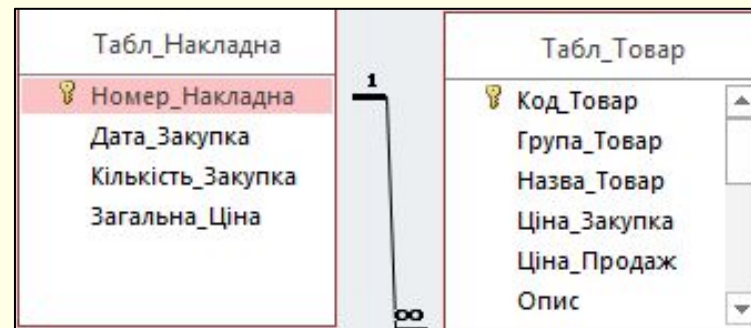 Табл_Накладна
Номер_Накладна
Дата_Закупка
Кількість_Закупка
Загальна_Ціна
1
∞
Табл_Товар
Код_Товар
Група_Товар
Назва_Товар
Ціна_Закупка
Ціна_Продаж
Опис